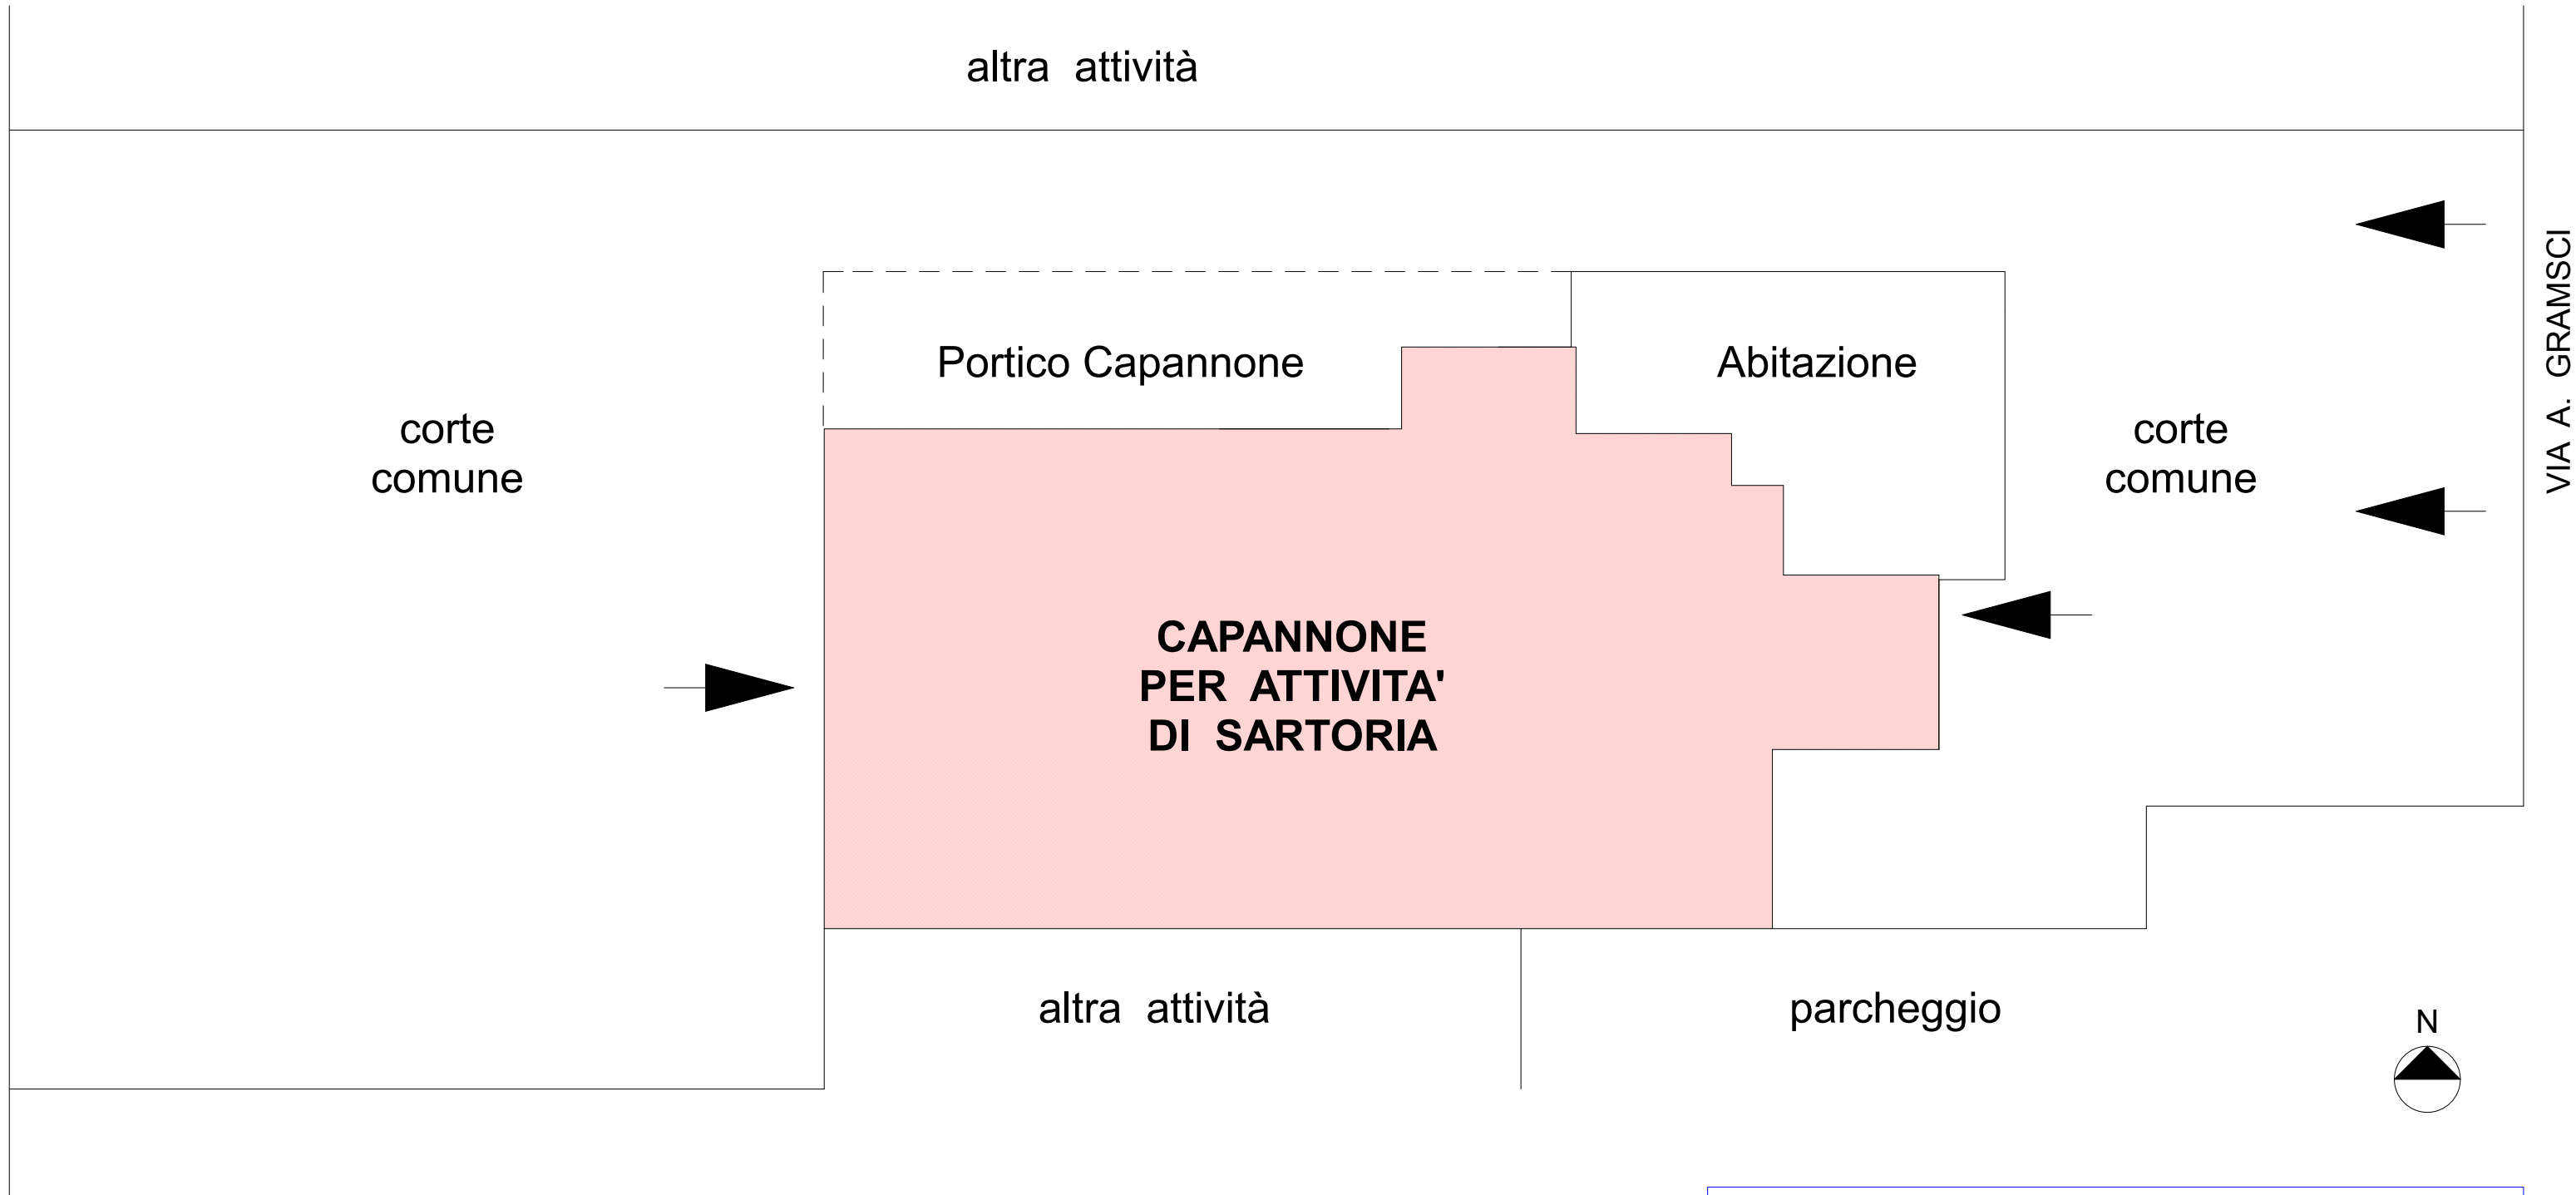 altra attività
VIA A. GRAMSCI
Portico Capannone
Abitazione
corte
comune
corte
comune
CAPANNONE
PER ATTIVITA'
DI SARTORIA
altra attività
parcheggio
N